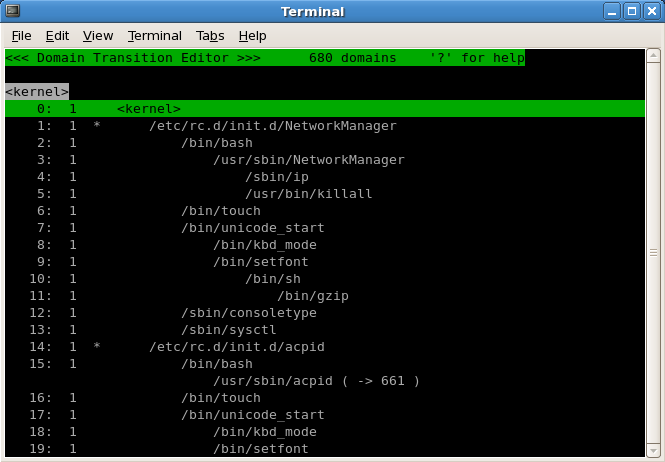 Terminal
File Edit View Terminal Tabs Help
<<< Domain Transition Editor >>>      680 domains    '?' for help
<kernel>
    0:  1     <kernel>
    1:  1  *      /etc/rc.d/init.d/NetworkManager
    2:  1             /bin/bash
    3:  1                 /usr/sbin/NetworkManager
    4:  1                     /sbin/ip
    5:  1                     /usr/bin/killall
    6:  1             /bin/touch
    7:  1             /bin/unicode_start
    8:  1                 /bin/kbd_mode
    9:  1                 /bin/setfont
   10:  1                     /bin/sh
   11:  1                         /bin/gzip
   12:  1             /sbin/consoletype
   13:  1             /sbin/sysctl
   14:  1  *      /etc/rc.d/init.d/acpid
   15:  1             /bin/bash
                          /usr/sbin/acpid ( -> 661 )
   16:  1             /bin/touch
   17:  1             /bin/unicode_start
   18:  1                 /bin/kbd_mode
   19:  1                 /bin/setfont